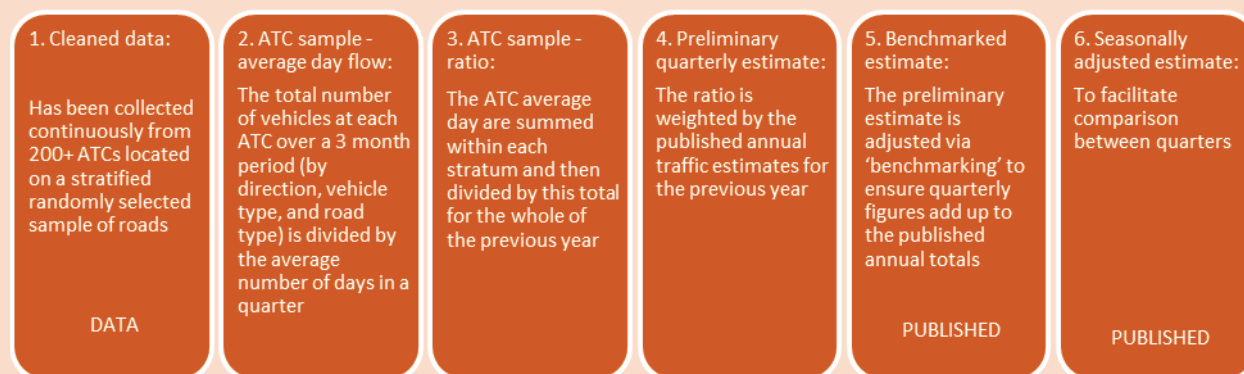 1. Cleaned data:
Has been collected
continuously from
200+ ATCs located
on a stratified
randomly selected
sample of roads
DATA
2. ATC sample -
average day flow:
The total number
of vehicles at each
ATC over a 3 month
period (by
direction, vehicle
type, and road
type) is divided by
the average
number of days in a
quarter
3. ATC sample -
ratio:
The ATC average
day are summed
within each
stratum and then
divided by this total
for the whole of
the previous year
4. Preliminary
quarterly estimate:
The ratio is
weighted by the
published annual
traffic estimates for
the previous year
5. Benchmarked
estimate:
The preliminary
estimate is
adjusted via
‘benchmarking’ to
ensure quarterly
figures add up to
the published
annual totals
PUBLISHED
6. Seasonally
adjusted estimate:
To facilitate
comparison
between quarters
PUBLISHED